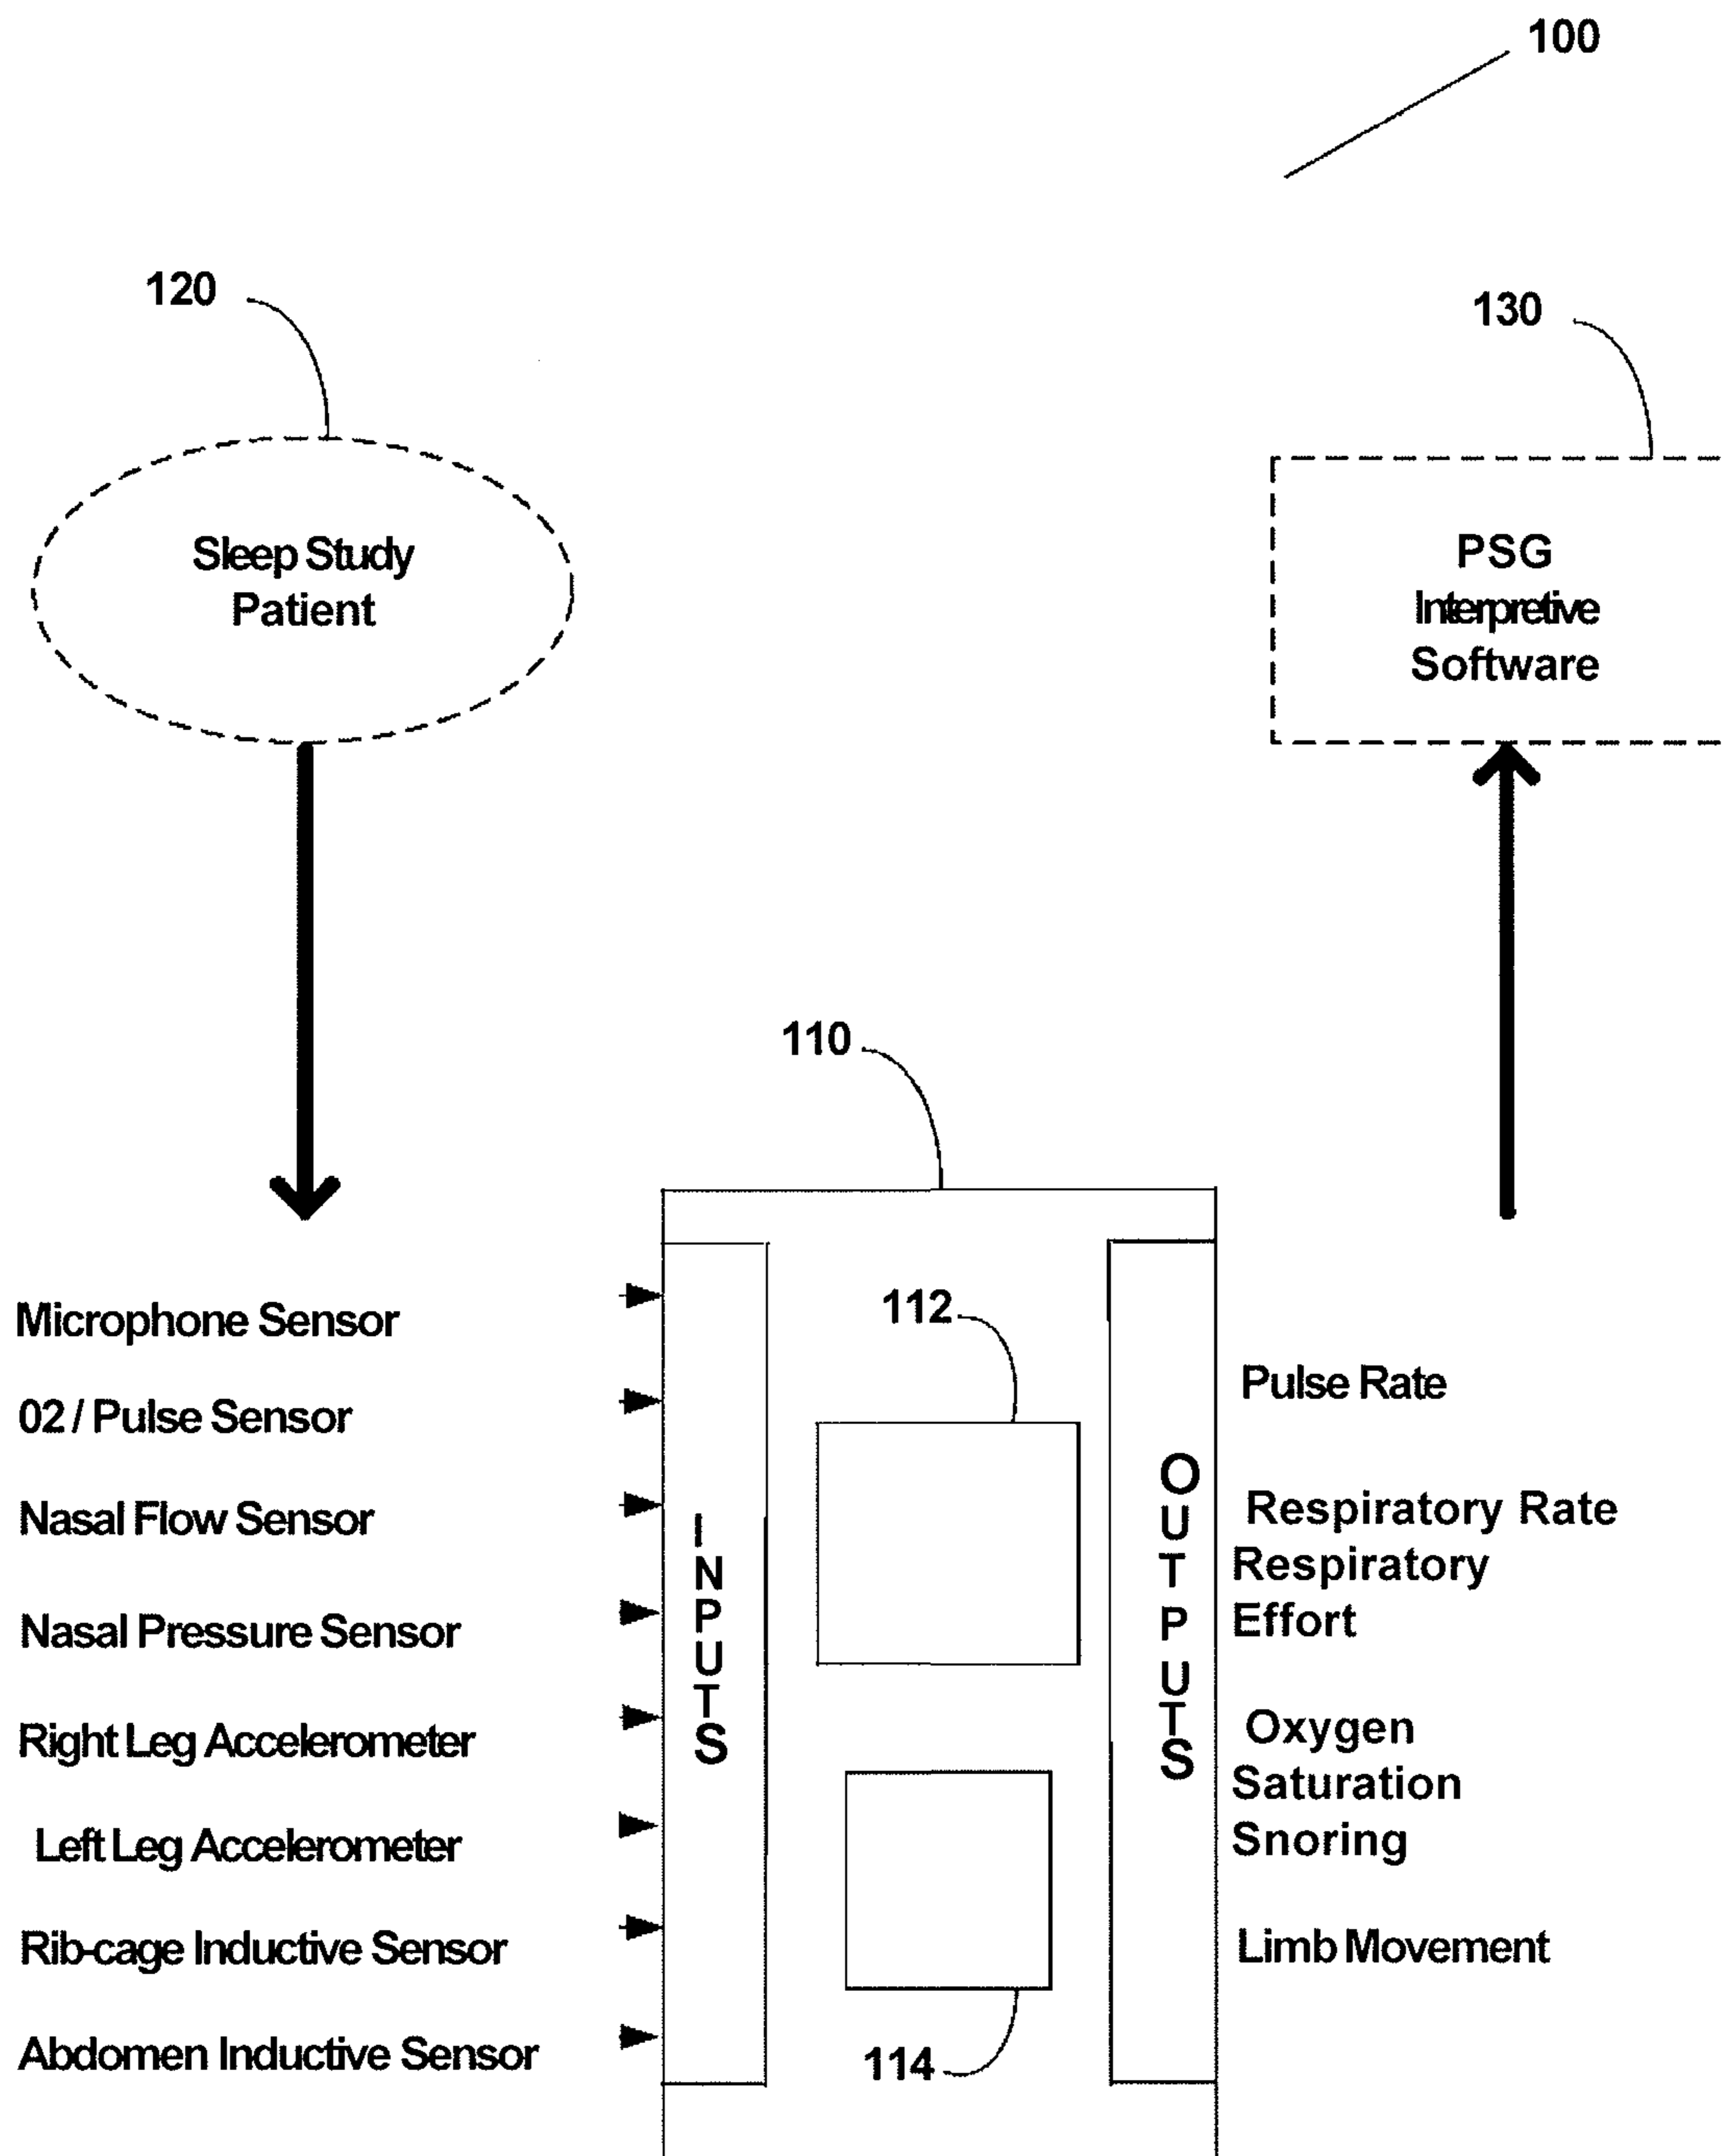 100
120
130
Sleep Study
Patient
PSG
Interpretive
Software
110
Microphone Sensor
02 / Pulse Sensor
Nasal Flow Sensor
Nasal Pressure Sensor
Right Leg Accelerometer
Left Leg Accelerometer
Rib-cage Inductive Sensor
Abdomen Inductive Sensor
INPUTS
112
114
OUTPUTS
Pulse Rate
Respiratory Rate
Respiratory
Effort
Oxygen
Saturation
Snoring
Limb Movement